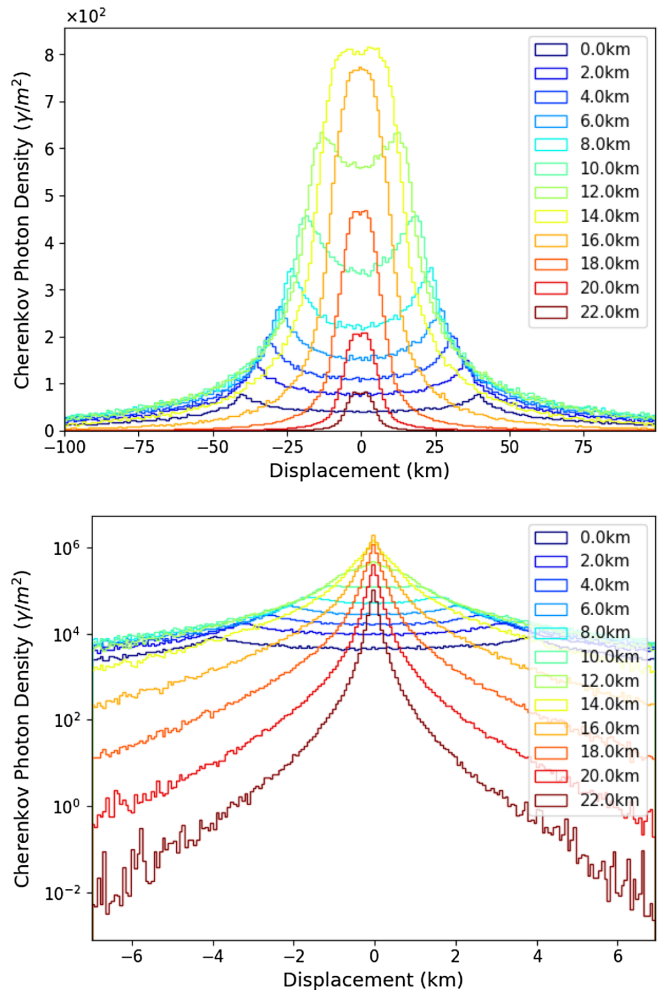 ×10²
8
7
6
5
4
3
2
1
0
Cherenkov Photon Density (γ/m²)
0.0km
2.0km
4.0km
6.0km
8.0km
10.0km
12.0km
14.0km
16.0km
18.0km
20.0km
22.0km
−100 −75 −50 −25 0 25 50 75
Displacement (km)
10⁶
10⁴
10²
10⁰
10⁻²
Cherenkov Photon Density (γ/m²)
0.0km
2.0km
4.0km
6.0km
8.0km
10.0km
12.0km
14.0km
16.0km
18.0km
20.0km
22.0km
−6 −4 −2 0 2 4 6
Displacement (km)